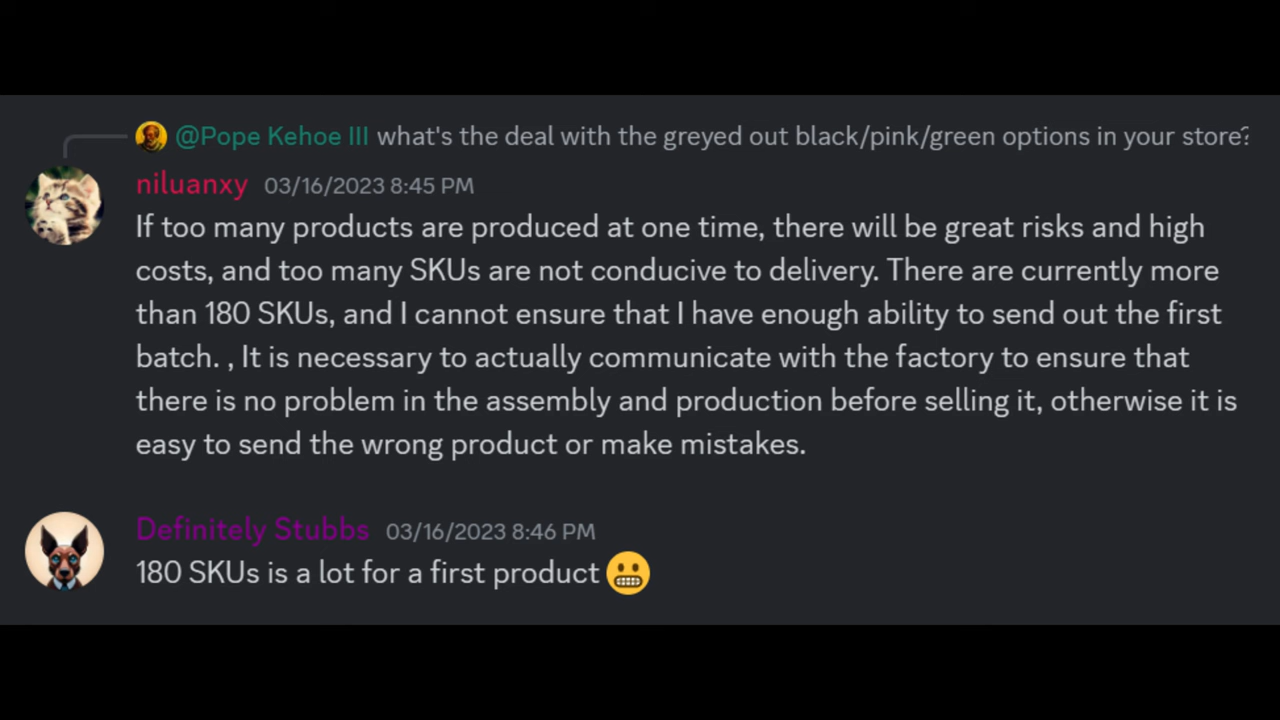 @Pope Kehoe III what's the deal with the greyed out black/pink/green options in your store?
niluanxy 03/16/2023 8:45 PM
If too many products are produced at one time, there will be great risks and high
costs, and too many SKUs are not conducive to delivery. There are currently more
than 180 SKUs, and I cannot ensure that I have enough ability to send out the first
batch. , It is necessary to actually communicate with the factory to ensure that
there is no problem in the assembly and production before selling it, otherwise it is
easy to send the wrong product or make mistakes.
Definitely Stubbs 03/16/2023 8:46 PM
180 SKUs is a lot for a first product